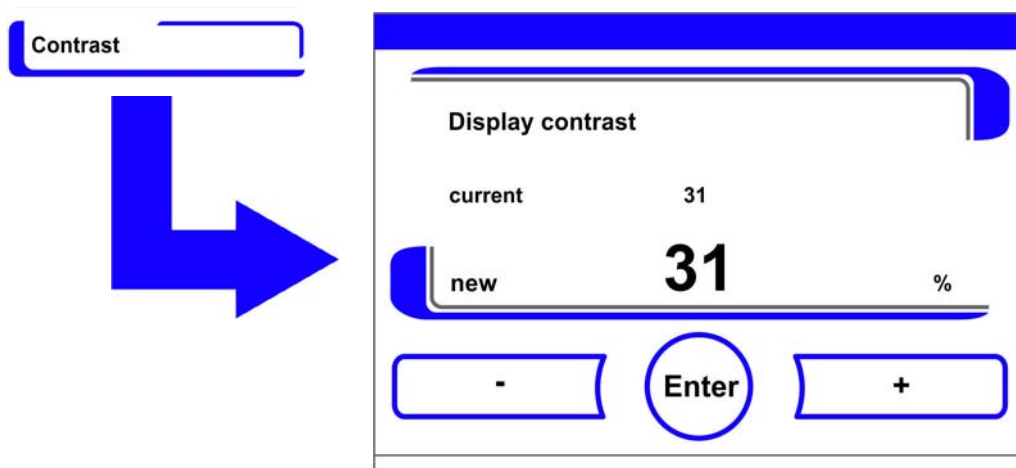 Contrast
Display contrast
current 31
new 31 %
- Enter +